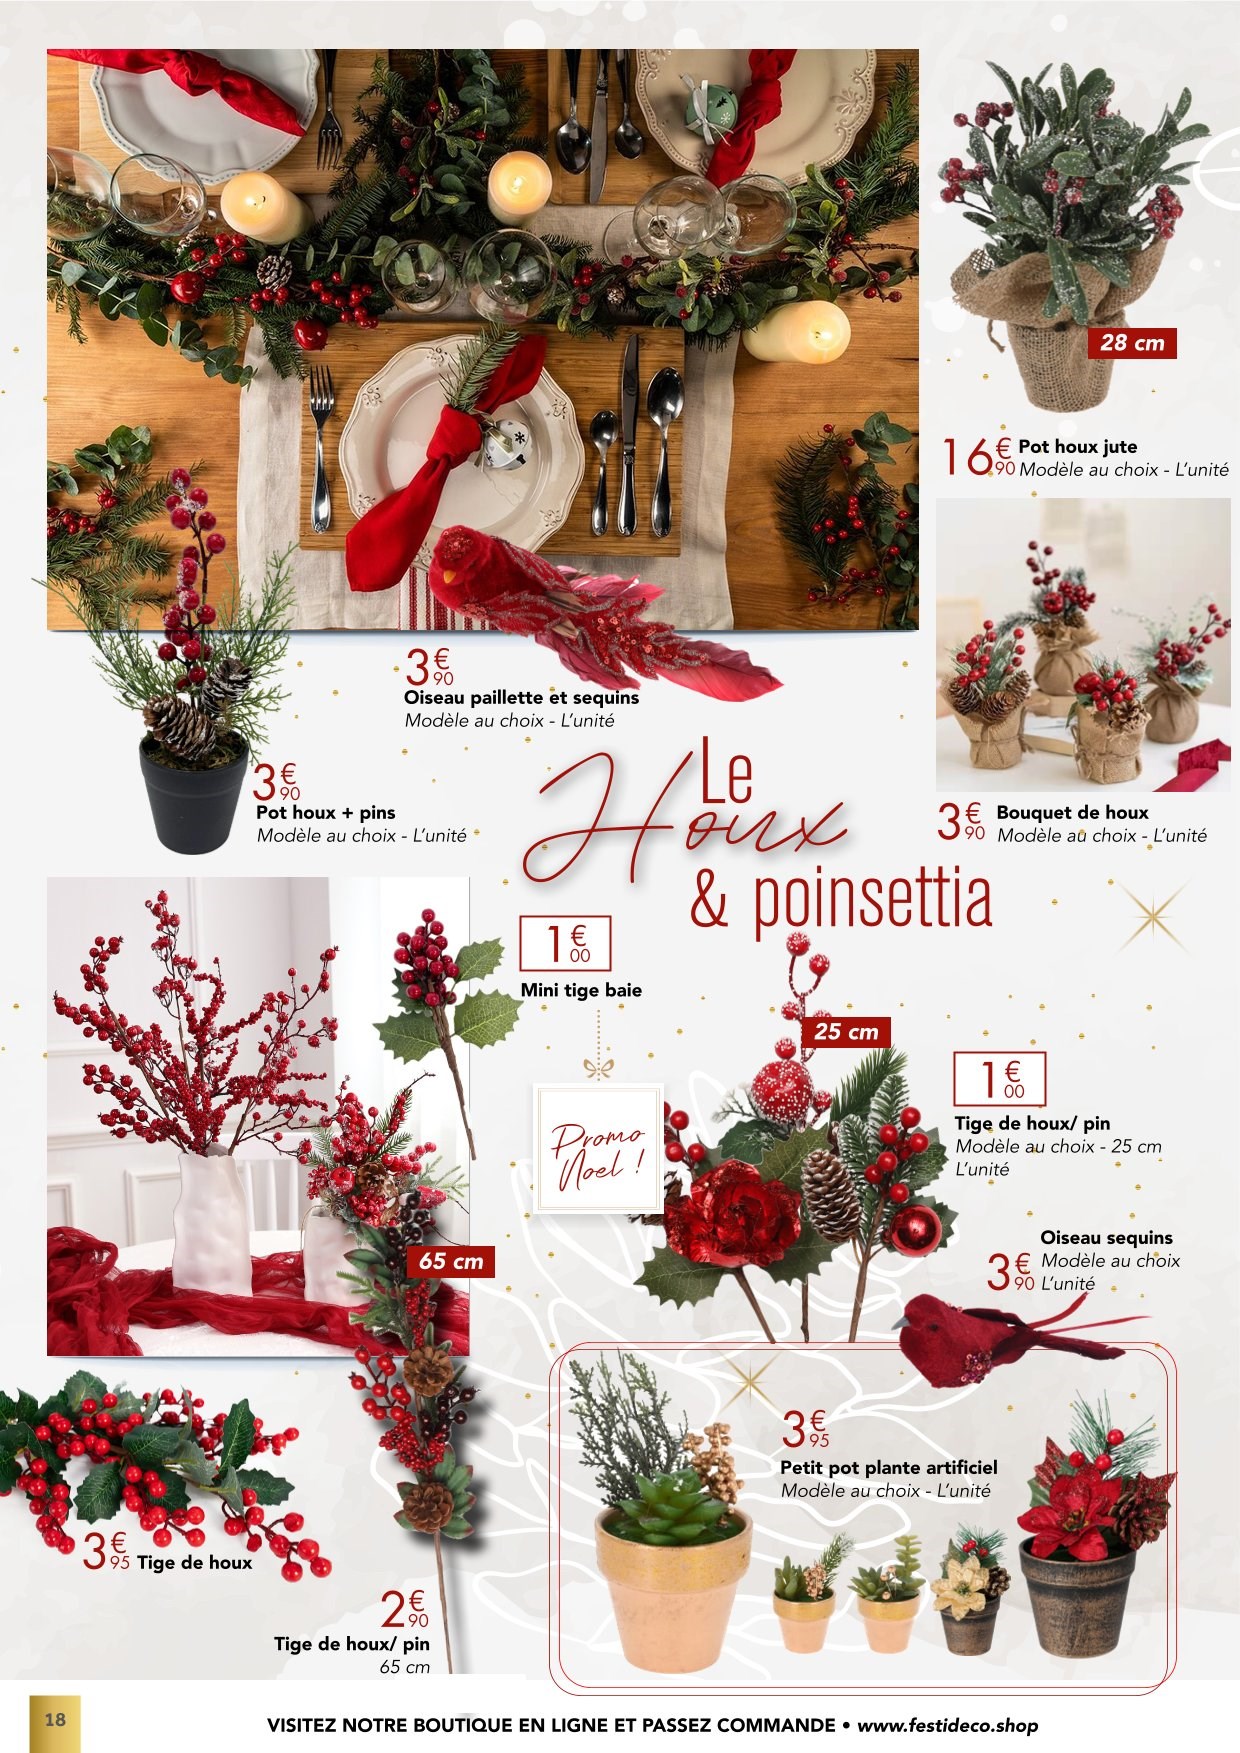 28 cm
16€90 Pot houx jute
Modèle au choix - L'unité
3€90
Oiseau paillette et sequins
Modèle au choix - L'unité
3€90
Pot houx + pins
Modèle au choix - L'unité
3€90 Bouquet de houx
Modèle au choix - L'unité
Le
Houx
& poinsettia
1€00
Mini tige baie
25 cm
1€00
Tige de houx/ pin
Modèle au choix - 25 cm
L'unité
Promo
Noel !
65 cm
Oiseau sequins
Modèle au choix
3€90 L'unité
3€95
Petit pot plante artificiel
Modèle au choix - L'unité
3€95 Tige de houx
2€90
Tige de houx/ pin
65 cm
18
VISITEZ NOTRE BOUTIQUE EN LIGNE ET PASSEZ COMMANDE • www.festideco.shop